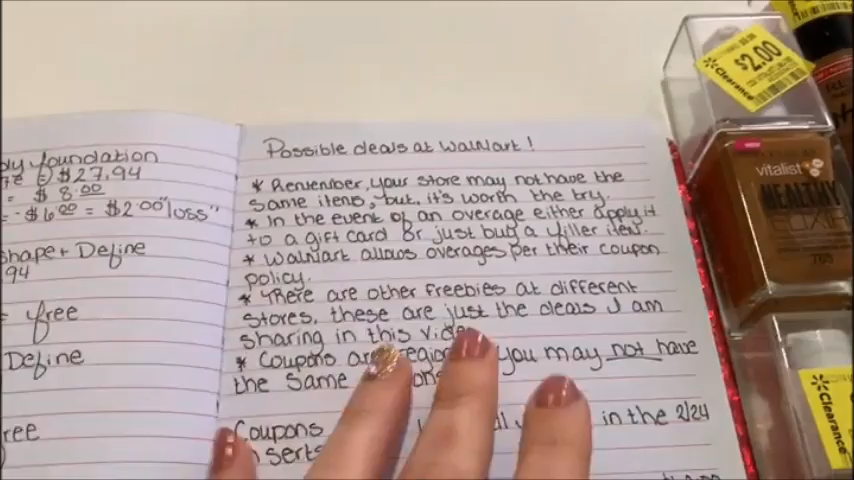 dy foundation
$27.94
= $8.00
= -$6.00 = $2.00 "loss"
shape + Define
94
= free
Define
ree
Possible deals at Walmart!
* Remember, your store may not have the
same items, but, it's worth the try.
* In the event of an overage either apply it
to a gift card or just buy a filler item.
* Walmart allows overages per their coupon
policy.
* There are other freebies at different
stores, these are just the deals I am
sharing in this video
* Coupons are region you may not have
the same
Coupons in the 2/24
nserts
Clearance
$2.00
vitalist
HEALTHY
ELIXIR
Clearance